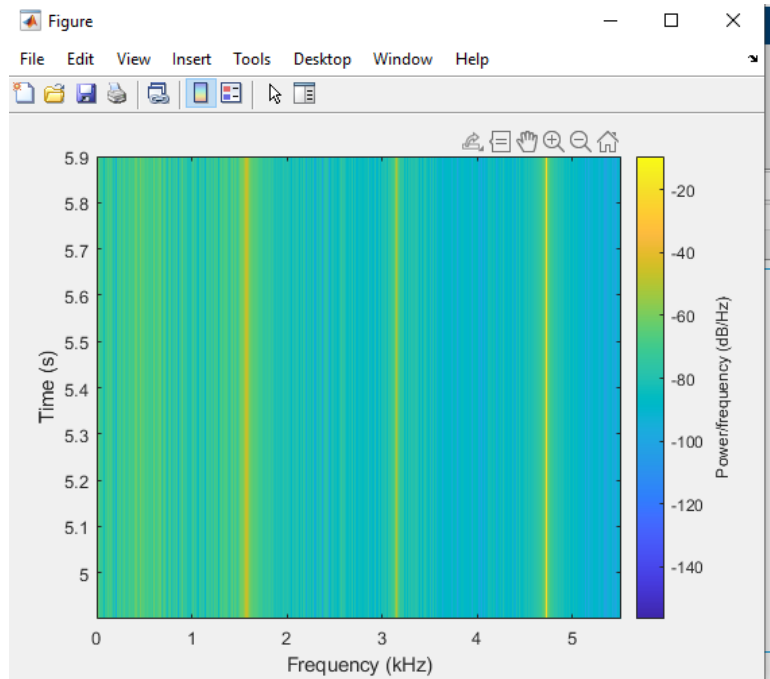 Figure
File Edit View Insert Tools Desktop Window Help
5.9
5.8
5.7
5.6
5.5
5.4
5.3
5.2
5.1
5
Time (s)
0 1 2 3 4 5
Frequency (kHz)
-20
-40
-60
-80
-100
-120
-140
Power/frequency (dB/Hz)